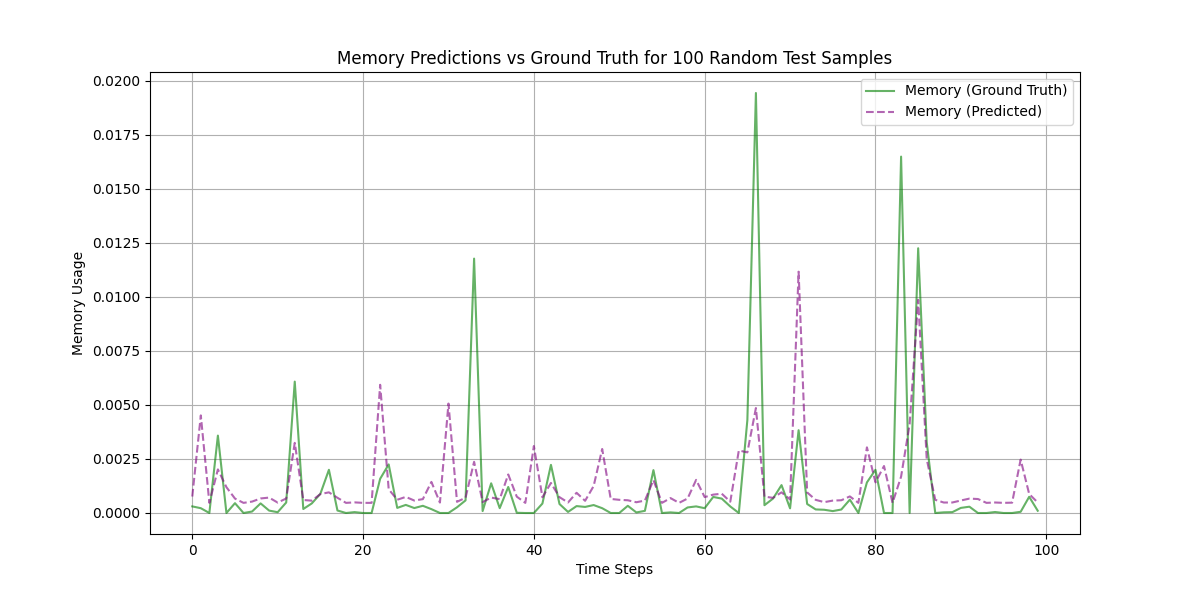 Memory Predictions vs Ground Truth for 100 Random Test Samples
Memory (Ground Truth)
Memory (Predicted)
Memory Usage
0.0200
0.0175
0.0150
0.0125
0.0100
0.0075
0.0050
0.0025
0.0000
0 20 40 60 80 100
Time Steps